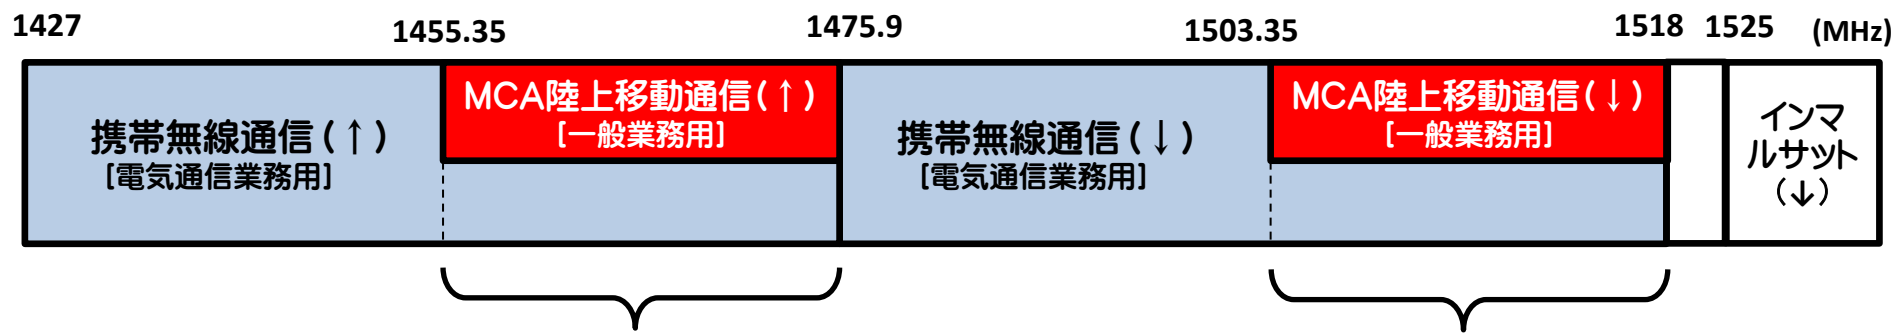 1427 1455.35 1475.9 1503.35 1518 1525 (MHz)
携帯無線通信(↑)
[電気通信業務用]
MCA陸上移動通信(↑)
[一般業務用]
携帯無線通信(↓)
[電気通信業務用]
MCA陸上移動通信(↓)
[一般業務用]
インマ
ルサット
(↓)